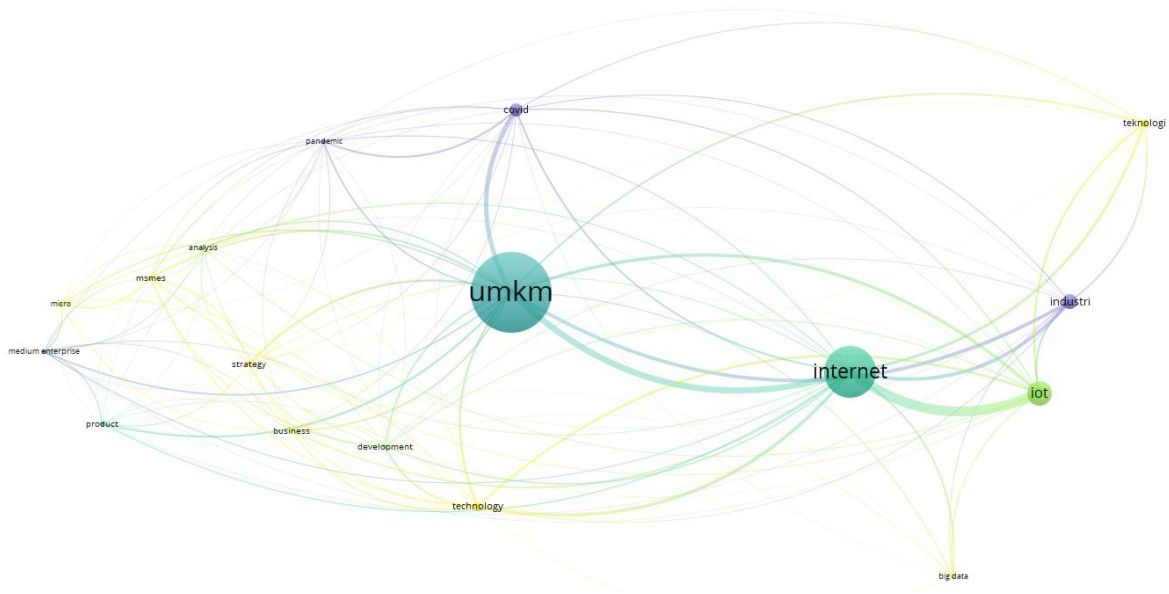 covid
teknologi
pandemic
analysis
msmes
umkm
micro
industri
medium enterprise
strategy
internet
iot
product
business
development
technology
big data